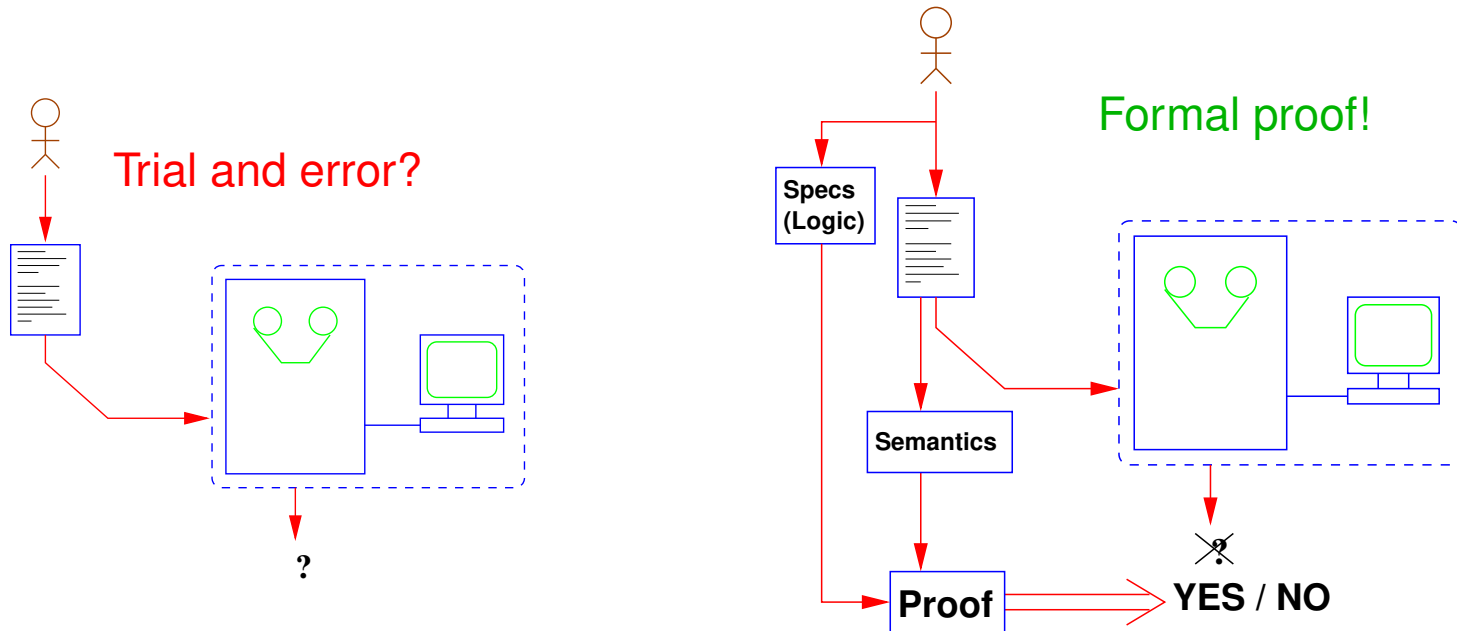 Trial and error?
?
Formal proof!
Specs
(Logic)
Semantics
Proof
?
YES / NO